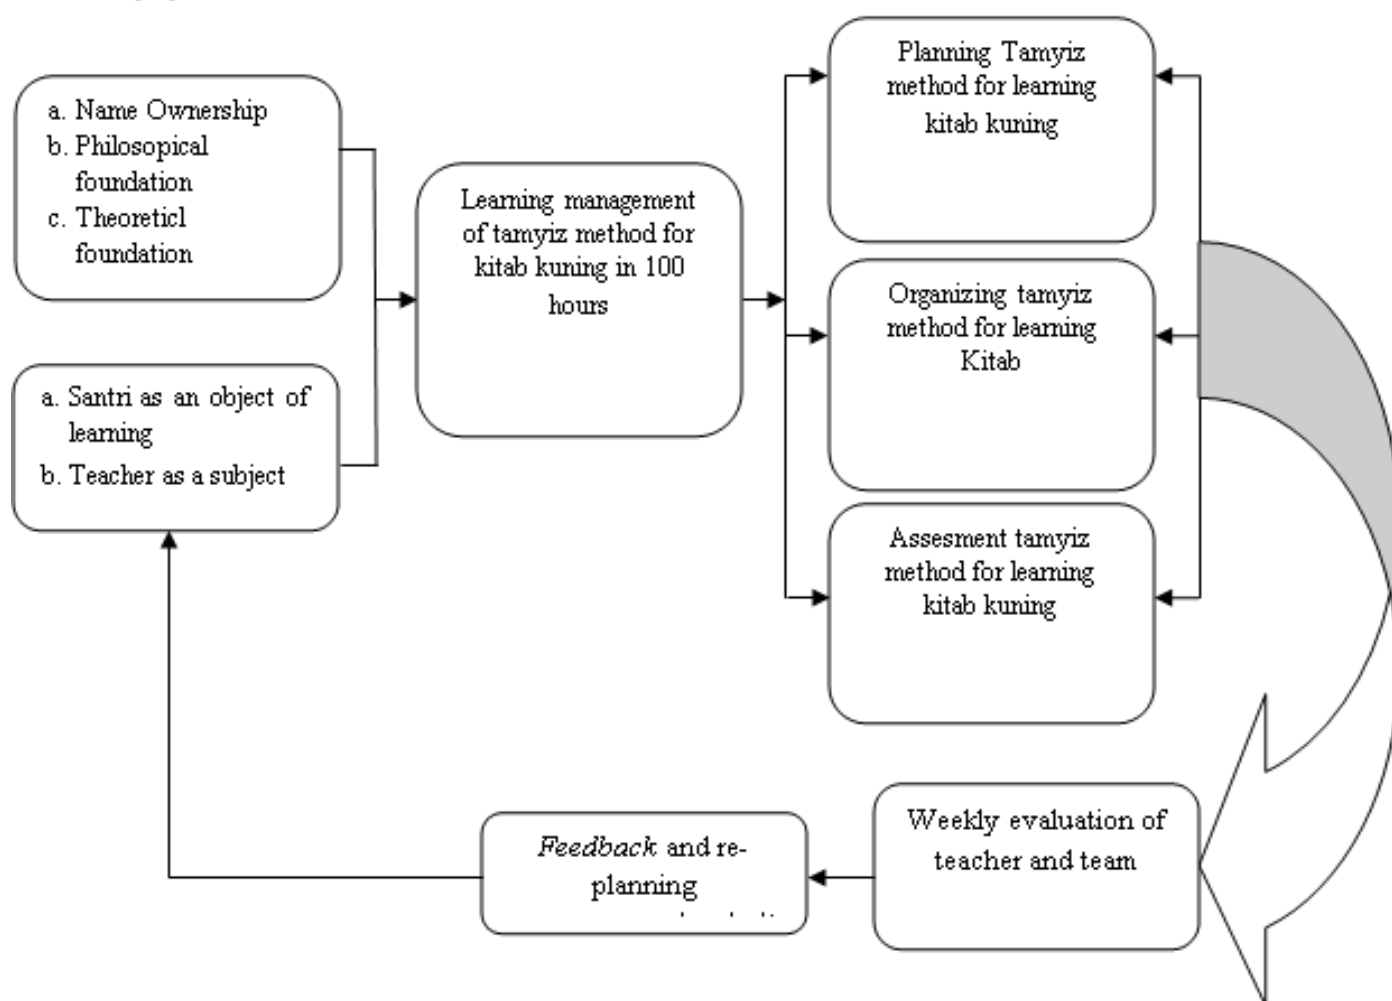 a. Name Ownership
b. Philosopical
foundation
c. Theoreticl
foundation
a. Santri as an object of
learning
b. Teacher as a subject
Learning management
of tamyiz method for
kitab kuning in 100
hours
Planning Tamyiz
method for learning
kitab kuning
Organizing tamyiz
method for learning
Kitab
Assesment tamyiz
method for learning
kitab kuning
Weekly evaluation of
teacher and team
Feedback and re-
planning